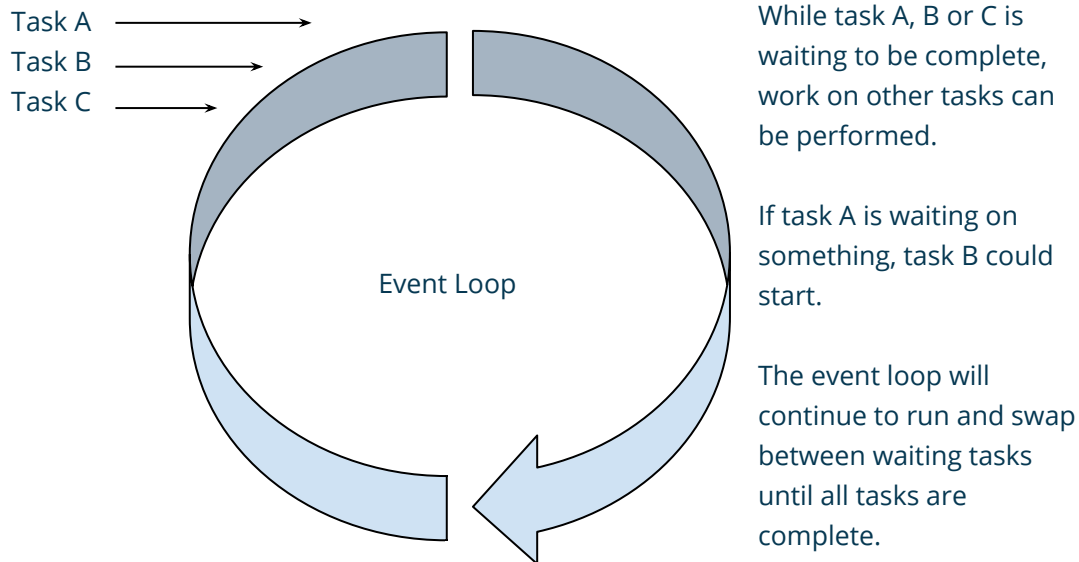 Task A
Task B
Task C
Event Loop
While task A, B or C is
waiting to be complete,
work on other tasks can
be performed.
If task A is waiting on
something, task B could
start.
The event loop will
continue to run and swap
between waiting tasks
until all tasks are
complete.